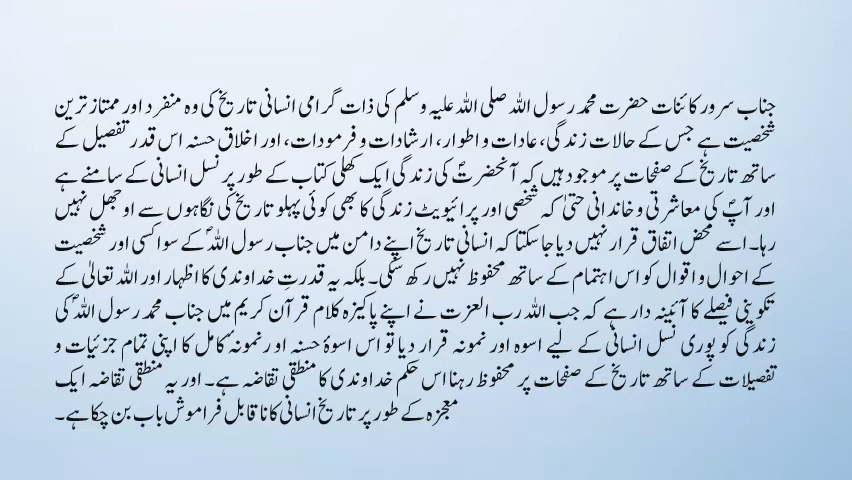 جناب سرور کائنات حضرت محمد رسول اللہ صلی اللہ علیہ وسلم کی ذات گرامی انسانی تاریخ کی وہ منفرد اور ممتاز ترین
شخصیت ہے جس کے حالات زندگی، عادات و اطوار، ارشادات و فرمودات، اور اخلاق حسنہ اس قدر تفصیل کے
ساتھ تاریخ کے صفحات پر موجود ہیں کہ آنحضرتؐ کی زندگی ایک کھلی کتاب کے طور پر نسل انسانی کے سامنے ہے
اور آپؐ کی معاشرتی و خاندانی حتیٰ کہ شخصی اور پرائیویٹ زندگی کا بھی کوئی پہلو تاریخ کی نگاہوں سے اوجھل نہیں
رہا۔ اسے محض اتفاق قرار نہیں دیا جا سکتا کہ انسانی تاریخ اپنے دامن میں جناب رسول اللہؐ کے سوا کسی اور شخصیت
کے احوال و اقوال کو اس اہتمام کے ساتھ محفوظ نہیں رکھ سکی۔ بلکہ یہ قدرتِ خداوندی کا اظہار اور اللہ تعالیٰ کے
تکوینی فیصلے کا آئینہ دار ہے کہ جب اللہ رب العزت نے اپنے پاکیزہ کلام قرآن کریم میں جناب محمد رسول اللہؐ کی
زندگی کو پوری نسل انسانی کے لیے اسوہ اور نمونہ قرار دیا تو اس اسوۂ حسنہ اور نمونۂ کامل کا اپنی تمام جزئیات و
تفصیلات کے ساتھ تاریخ کے صفحات پر محفوظ رہنا اس حکم خداوندی کا منطقی تقاضہ ہے۔ اور یہ منطقی تقاضہ ایک
معجزہ کے طور پر تاریخ انسانی کا ناقابل فراموش باب بن چکا ہے۔